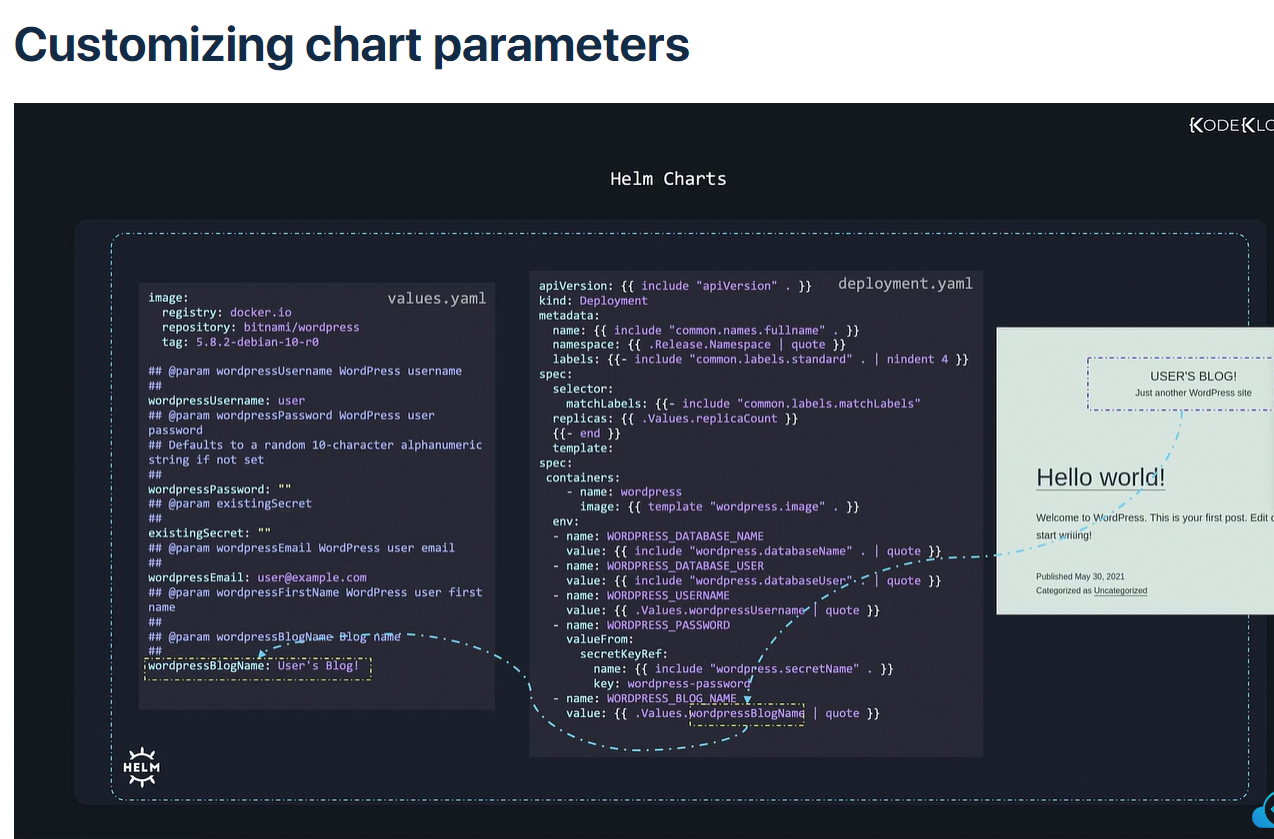 Customizing chart parameters
KODEKLO
Helm Charts
values.yaml
image:
  registry: docker.io
  repository: bitnami/wordpress
  tag: 5.8.2-debian-10-r0
## @param wordpressUsername WordPress username
##
wordpressUsername: user
## @param wordpressPassword WordPress user
password
## Defaults to a random 10-character alphanumeric
string if not set
##
wordpressPassword: ""
## @param existingSecret
##
existingSecret: ""
## @param wordpressEmail WordPress user email
##
wordpressEmail: user@example.com
## @param wordpressFirstName WordPress user first
name
##
## @param wordpressBlogName Blog name
##
wordpressBlogName: User's Blog!
HELM
deployment.yaml
apiVersion: {{ include "apiVersion" . }}
kind: Deployment
metadata:
  name: {{ include "common.names.fullname" . }}
  namespace: {{ .Release.Namespace | quote }}
  labels: {{- include "common.labels.standard" . | nindent 4 }}
spec:
  selector:
    matchLabels: {{- include "common.labels.matchLabels"
  replicas: {{ .Values.replicaCount }}
  {{- end }}
  template:
spec:
 containers:
    - name: wordpress
      image: {{ template "wordpress.image" . }}
  env:
  - name: WORDPRESS_DATABASE_NAME
    value: {{ include "wordpress.databaseName" . | quote }}
  - name: WORDPRESS_DATABASE_USER
    value: {{ include "wordpress.databaseUser" . | quote }}
  - name: WORDPRESS_USERNAME
    value: {{ .Values.wordpressUsername | quote }}
  - name: WORDPRESS_PASSWORD
    valueFrom:
      secretKeyRef:
        name: {{ include "wordpress.secretName" . }}
        key: wordpress-password
  - name: WORDPRESS_BLOG_NAME
    value: {{ .Values.wordpressBlogName | quote }}
USER'S BLOG!
Just another WordPress site
Hello world!
Welcome to WordPress. This is your first post. Edit
start writing!
Published May 30, 2021
Categorized as Uncategorized